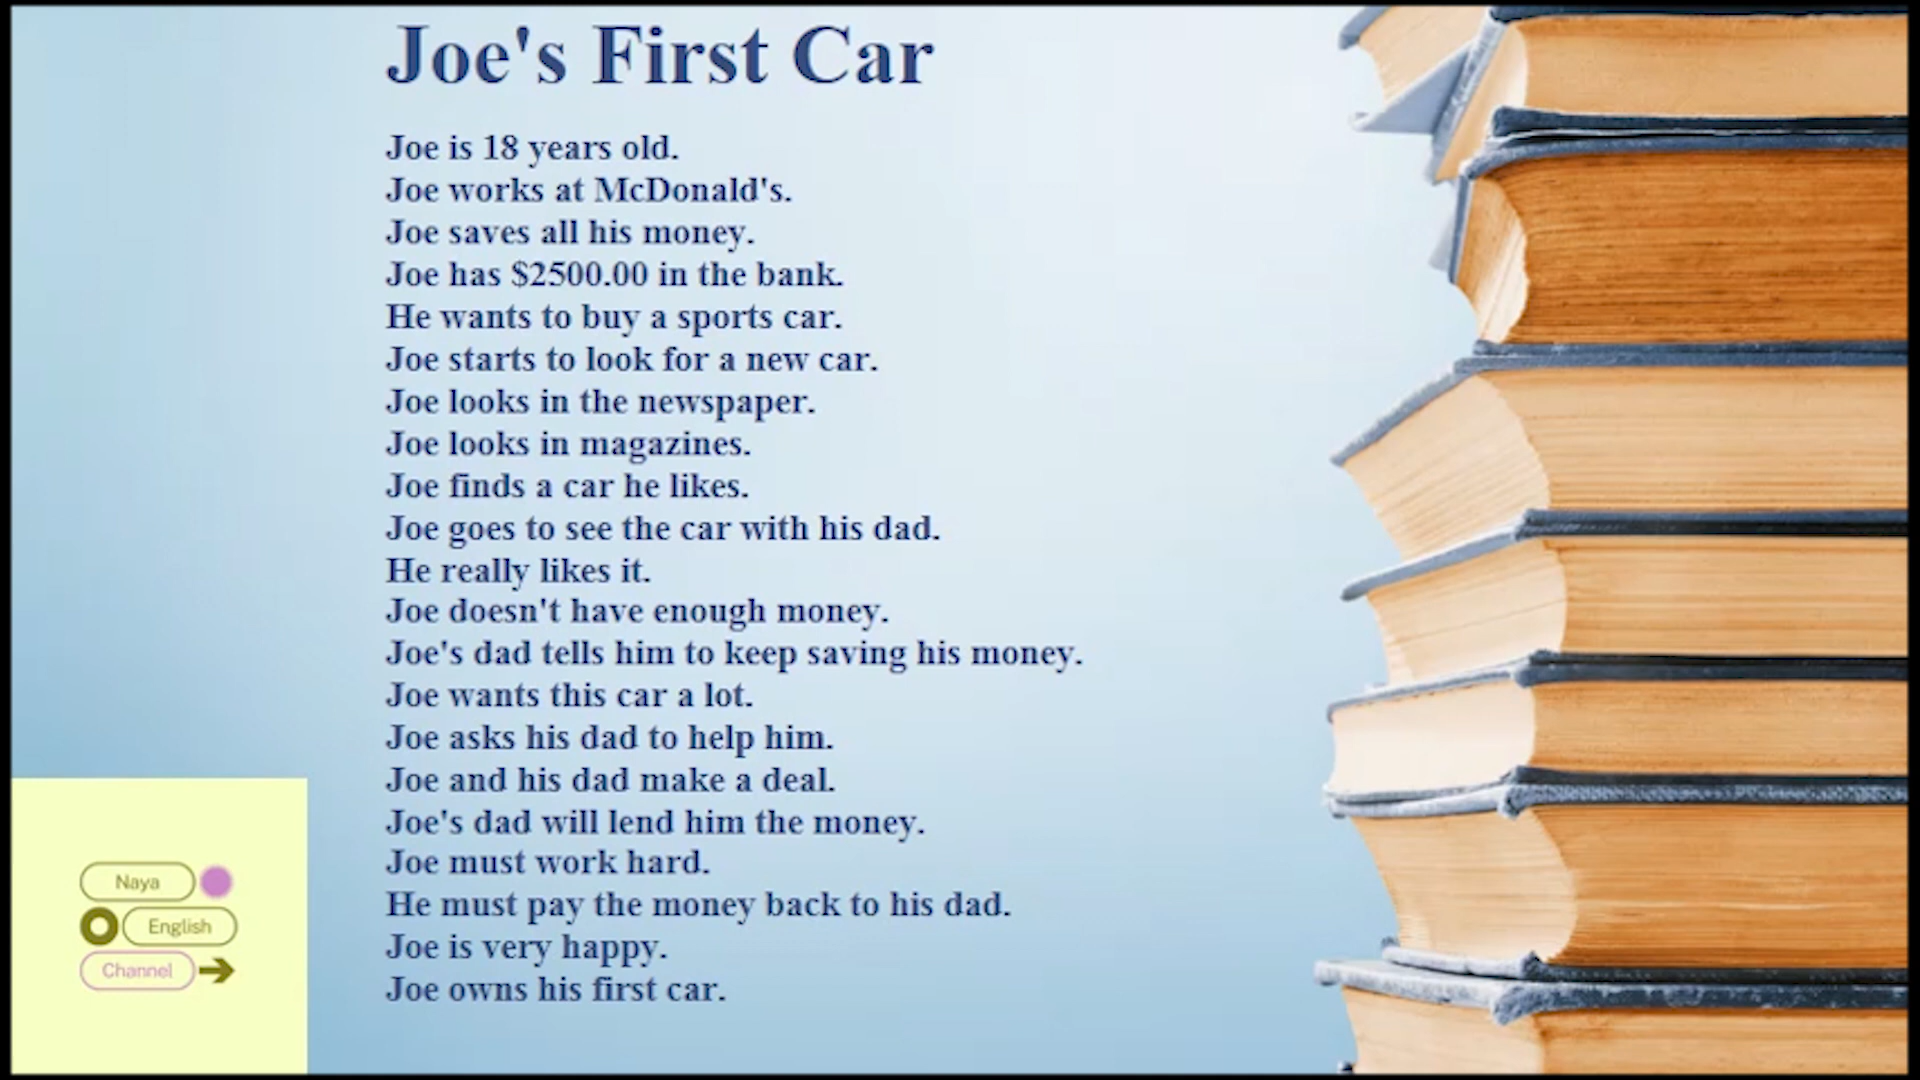 Joe's First Car
Joe is 18 years old.
Joe works at McDonald's.
Joe saves all his money.
Joe has $2500.00 in the bank.
He wants to buy a sports car.
Joe starts to look for a new car.
Joe looks in the newspaper.
Joe looks in magazines.
Joe finds a car he likes.
Joe goes to see the car with his dad.
He really likes it.
Joe doesn't have enough money.
Joe's dad tells him to keep saving his money.
Joe wants this car a lot.
Joe asks his dad to help him.
Joe and his dad make a deal.
Joe's dad will lend him the money.
Joe must work hard.
He must pay the money back to his dad.
Joe is very happy.
Joe owns his first car.
Naya
English
Channel